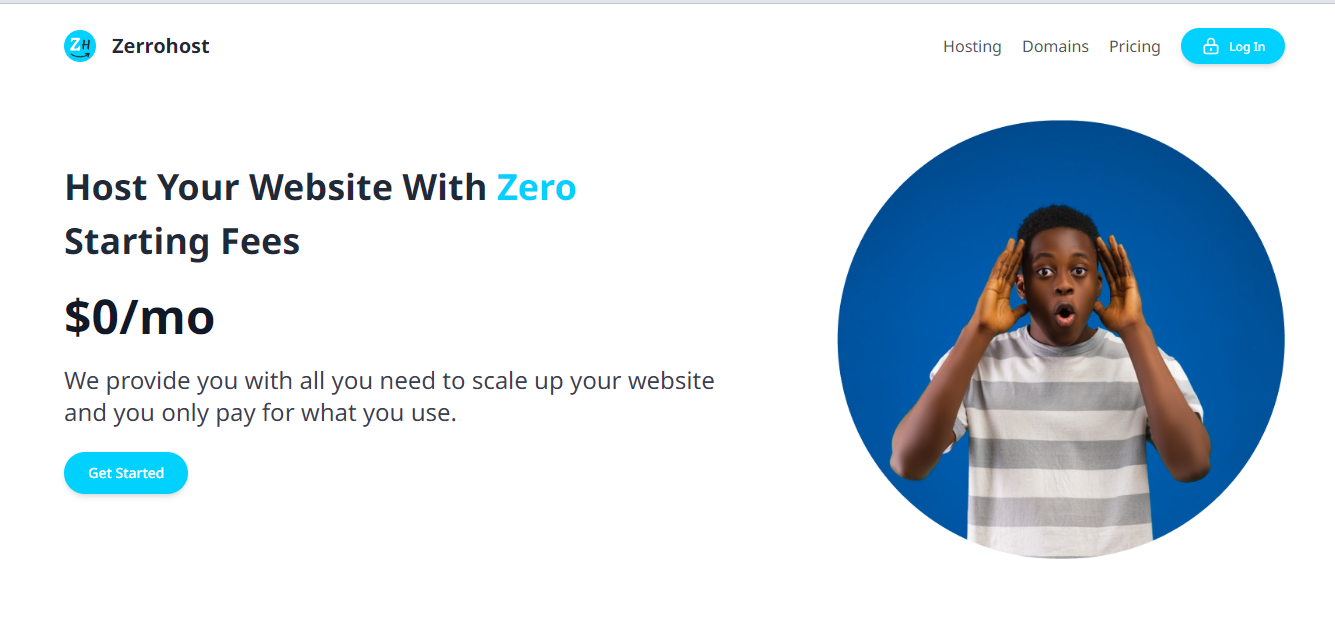 ZH
Zerrohost
Hosting
Domains
Pricing
Log In
Host Your Website With Zero
Starting Fees
$0/mo
We provide you with all you need to scale up your website
and you only pay for what you use.
Get Started